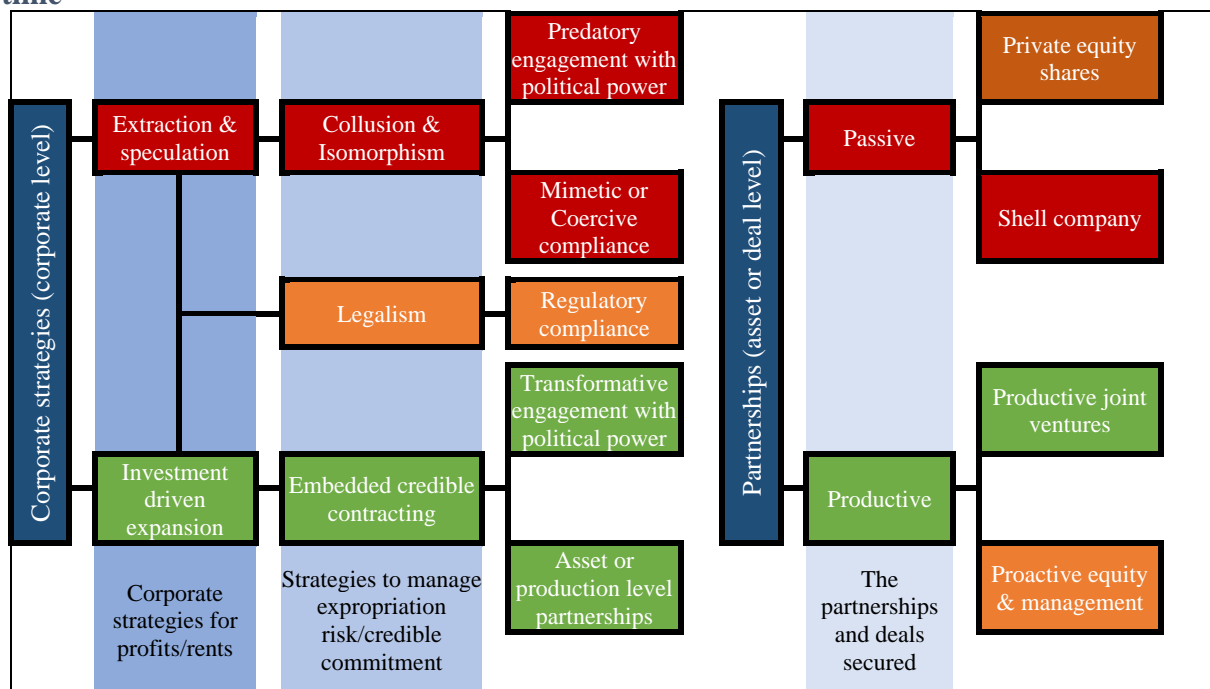 time
Predatory
engagement with
political power
Private equity
shares
Extraction &
speculation
Collusion &
Isomorphism
Passive
Mimetic or
Coercive
compliance
Shell company
Corporate strategies (corporate level)
Partnerships (asset or deal level)
Legalism
Regulatory
compliance
Transformative
engagement with
political power
Productive joint
ventures
Investment
driven
expansion
Embedded credible
contracting
Productive
Asset or
production level
partnerships
Proactive equity
& management
Corporate
strategies for
profits/rents
Strategies to manage
expropriation
risk/credible
commitment
The
partnerships
and deals
secured